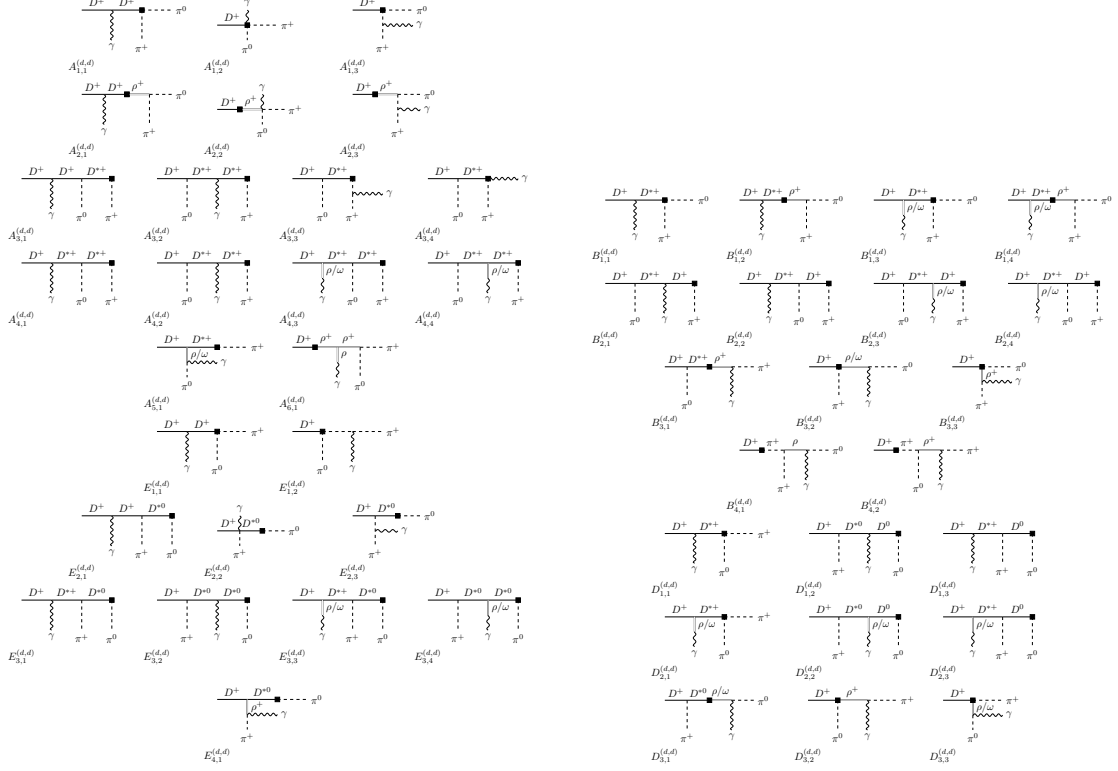 D⁺ D⁺ π⁰
γ π⁺
A₁,₁⁽ᵈ,ᵈ⁾
γ
D⁺ π⁺
π⁰
A₁,₂⁽ᵈ,ᵈ⁾
π⁰
γ
π⁺
A₁,₃⁽ᵈ,ᵈ⁾
D⁺ D⁺ ρ⁺ π⁰
γ π⁺
A₂,₁⁽ᵈ,ᵈ⁾
γ
D⁺ ρ⁺ π⁺
π⁰
A₂,₂⁽ᵈ,ᵈ⁾
D⁺ ρ⁺ π⁰
γ
π⁺
A₂,₃⁽ᵈ,ᵈ⁾
D⁺ D⁺ D*⁺
γ π⁰ π⁺
A₃,₁⁽ᵈ,ᵈ⁾
D⁺ D*⁺ D*⁺
π⁰ γ π⁺
A₃,₂⁽ᵈ,ᵈ⁾
D⁺ D*⁺
γ
π⁰ π⁺
A₃,₃⁽ᵈ,ᵈ⁾
D⁺ D*⁺ γ
π⁰ π⁺
A₃,₄⁽ᵈ,ᵈ⁾
D⁺ D*⁺ D*⁺
γ π⁰ π⁺
A₄,₁⁽ᵈ,ᵈ⁾
D⁺ D*⁺ D*⁺
π⁰ γ π⁺
A₄,₂⁽ᵈ,ᵈ⁾
D⁺ D*⁺ D*⁺
ρ/ω
γ π⁰ π⁺
A₄,₃⁽ᵈ,ᵈ⁾
D⁺ D*⁺ D*⁺
ρ/ω
π⁰ γ π⁺
A₄,₄⁽ᵈ,ᵈ⁾
D⁺ D*⁺ π⁺
ρ/ω γ
π⁰
A₅,₁⁽ᵈ,ᵈ⁾
D⁺ ρ⁺ ρ⁺
ρ
γ π⁰ π⁺
A₆,₁⁽ᵈ,ᵈ⁾
D⁺ D⁺ π⁺
γ π⁰
E₁,₁⁽ᵈ,ᵈ⁾
D⁺ π⁺
π⁰ γ
E₁,₂⁽ᵈ,ᵈ⁾
D⁺ D⁺ D*⁰
γ π⁺ π⁰
E₂,₁⁽ᵈ,ᵈ⁾
γ
D⁺ D*⁰ π⁰
π⁺
E₂,₂⁽ᵈ,ᵈ⁾
D⁺ D*⁰ π⁰
γ
π⁺
E₂,₃⁽ᵈ,ᵈ⁾
D⁺ D*⁺ D*⁰
γ π⁺ π⁰
E₃,₁⁽ᵈ,ᵈ⁾
D⁺ D*⁰ D*⁰
π⁺ γ π⁰
E₃,₂⁽ᵈ,ᵈ⁾
D⁺ D*⁺ D*⁰
ρ/ω
γ π⁺ π⁰
E₃,₃⁽ᵈ,ᵈ⁾
D⁺ D*⁰ D*⁰
ρ/ω
π⁺ γ π⁰
E₃,₄⁽ᵈ,ᵈ⁾
D⁺ D*⁰ π⁰
ρ⁺ γ
π⁺
E₄,₁⁽ᵈ,ᵈ⁾
D⁺ D*⁺ π⁰
γ π⁺
B₁,₁⁽ᵈ,ᵈ⁾
D⁺ D*⁺ ρ⁺ π⁰
γ π⁺
B₁,₂⁽ᵈ,ᵈ⁾
D⁺ D*⁺ π⁰
ρ/ω
γ π⁺
B₁,₃⁽ᵈ,ᵈ⁾
D⁺ D*⁺ ρ⁺ π⁰
ρ/ω
γ π⁺
B₁,₄⁽ᵈ,ᵈ⁾
D⁺ D*⁺ D⁺
π⁰ γ π⁺
B₂,₁⁽ᵈ,ᵈ⁾
D⁺ D*⁺ D⁺
γ π⁰ π⁺
B₂,₂⁽ᵈ,ᵈ⁾
D⁺ D*⁺ D⁺
ρ/ω
π⁰ γ π⁺
B₂,₃⁽ᵈ,ᵈ⁾
D⁺ D*⁺ D⁺
ρ/ω
γ π⁰ π⁺
B₂,₄⁽ᵈ,ᵈ⁾
D⁺ D*⁺ ρ⁺ π⁺
π⁰ γ
B₃,₁⁽ᵈ,ᵈ⁾
D⁺ ρ/ω π⁰
π⁺ γ
B₃,₂⁽ᵈ,ᵈ⁾
D⁺ π⁰
ρ⁺ γ
π⁺
B₃,₃⁽ᵈ,ᵈ⁾
D⁺ π⁺ ρ π⁰
π⁺ γ
B₄,₁⁽ᵈ,ᵈ⁾
D⁺ π⁺ ρ⁺ π⁺
π⁰ γ
B₄,₂⁽ᵈ,ᵈ⁾
D⁺ D*⁺ π⁺
γ π⁰
D₁,₁⁽ᵈ,ᵈ⁾
D⁺ D*⁰ D⁰
π⁺ γ π⁰
D₁,₂⁽ᵈ,ᵈ⁾
D⁺ D*⁺ D⁰
γ π⁺ π⁰
D₁,₃⁽ᵈ,ᵈ⁾
D⁺ D*⁺ π⁺
ρ/ω
γ π⁰
D₂,₁⁽ᵈ,ᵈ⁾
D⁺ D*⁰ D⁰
ρ/ω
π⁺ γ π⁰
D₂,₂⁽ᵈ,ᵈ⁾
D⁺ D*⁺ D⁰
ρ/ω
γ π⁺ π⁰
D₂,₃⁽ᵈ,ᵈ⁾
D⁺ D*⁰ ρ/ω π⁰
π⁺ γ
D₃,₁⁽ᵈ,ᵈ⁾
D⁺ ρ⁺ π⁺
π⁰ γ
D₃,₂⁽ᵈ,ᵈ⁾
D⁺ π⁺
ρ/ω γ
π⁰
D₃,₃⁽ᵈ,ᵈ⁾